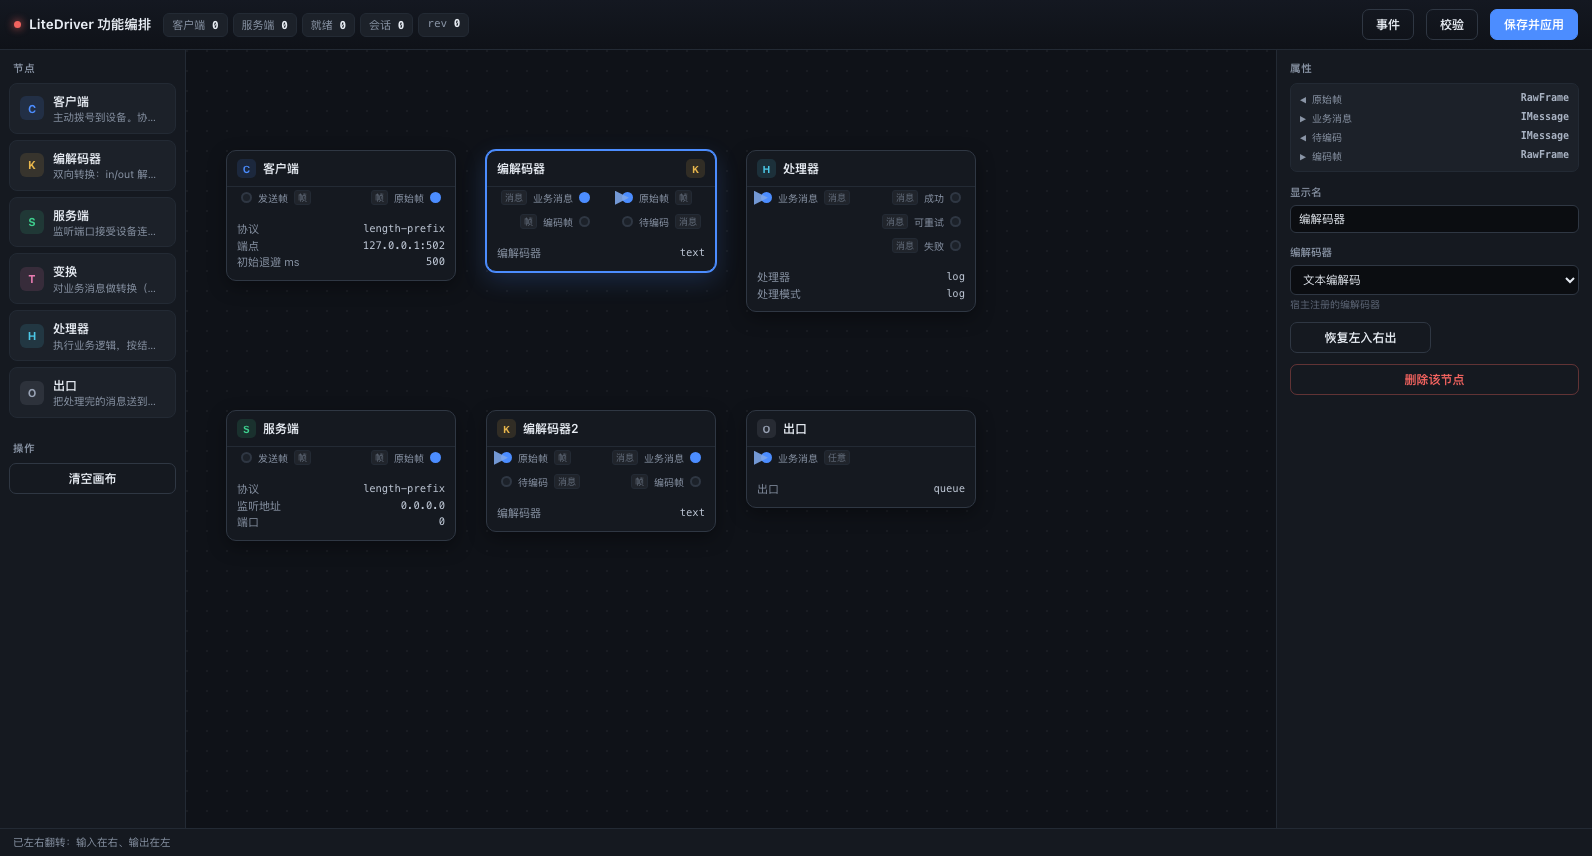 LiteDriver 功能编排
客户端 0
服务端 0
就绪 0
会话 0
rev 0
事件
校验
保存并应用
节点
C
客户端
主动拨号到设备。协…
K
编解码器
双向转换：in/out 解…
S
服务端
监听端口接受设备连…
T
变换
对业务消息做转换（…
H
处理器
执行业务逻辑，按结…
O
出口
把处理完的消息送到…
操作
清空画布
C 客户端
发送帧 帧 帧 原始帧
协议 length-prefix
端点 127.0.0.1:502
初始退避 ms 500
编解码器 K
消息 业务消息 原始帧 帧
帧 编码帧 待编码 消息
编解码器 text
H 处理器
业务消息 消息 消息 成功
消息 可重试
消息 失败
处理器 log
处理模式 log
S 服务端
发送帧 帧 帧 原始帧
协议 length-prefix
监听地址 0.0.0.0
端口 0
K 编解码器2
原始帧 帧 消息 业务消息
待编码 消息 帧 编码帧
编解码器 text
O 出口
业务消息 任意
出口 queue
属性
◀ 原始帧 RawFrame
▶ 业务消息 IMessage
◀ 待编码 IMessage
▶ 编码帧 RawFrame
显示名
编解码器
编解码器
文本编解码
宿主注册的编解码器
恢复左入右出
删除该节点
已左右翻转：输入在右、输出在左